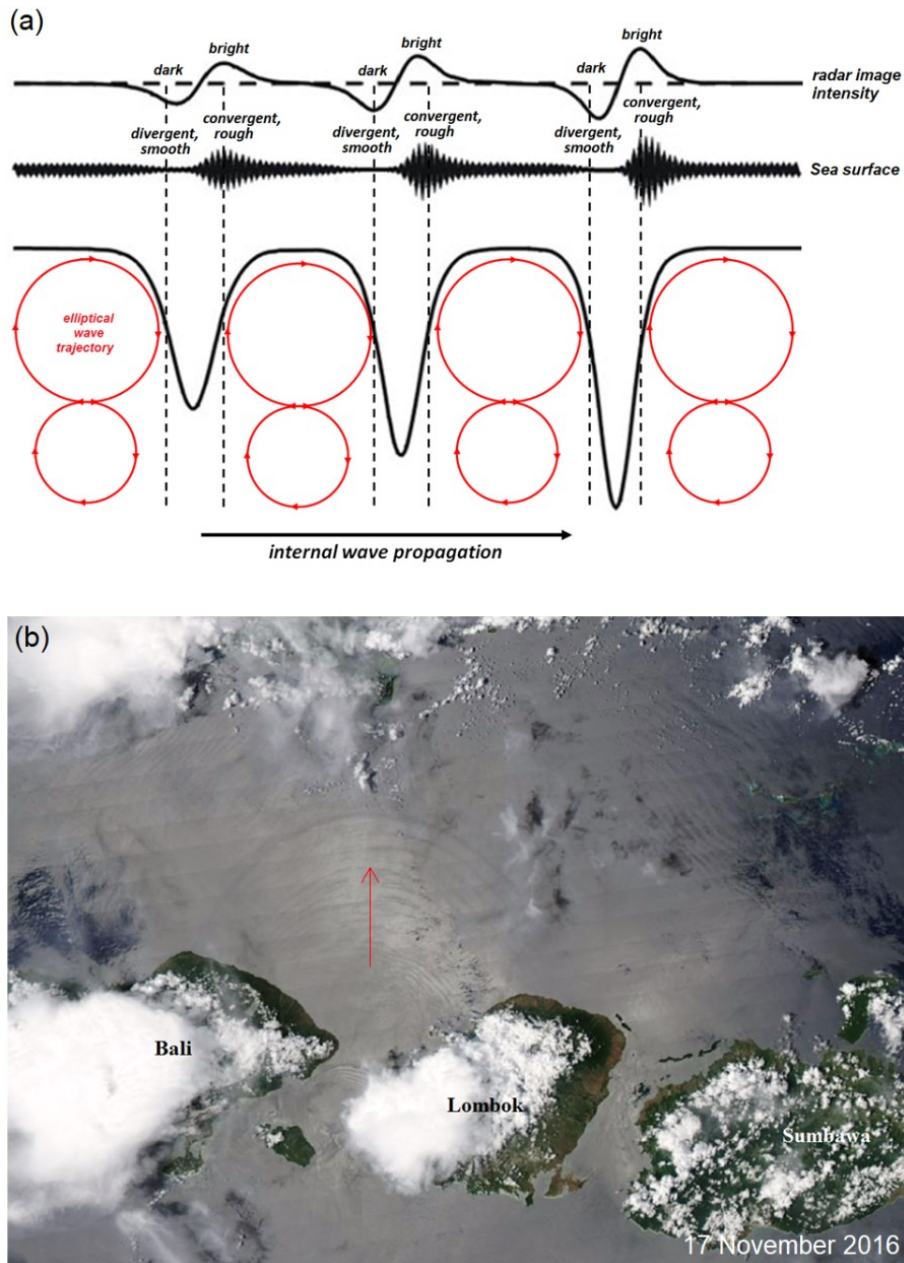 (a)
bright
bright
bright
dark
dark
dark
radar image
intensity
divergent,
smooth
convergent,
rough
divergent,
smooth
convergent,
rough
divergent,
smooth
convergent,
rough
Sea surface
elliptical
wave
trajectory
internal wave propagation
(b)
Bali
Lombok
Sumbawa
17 November 2016